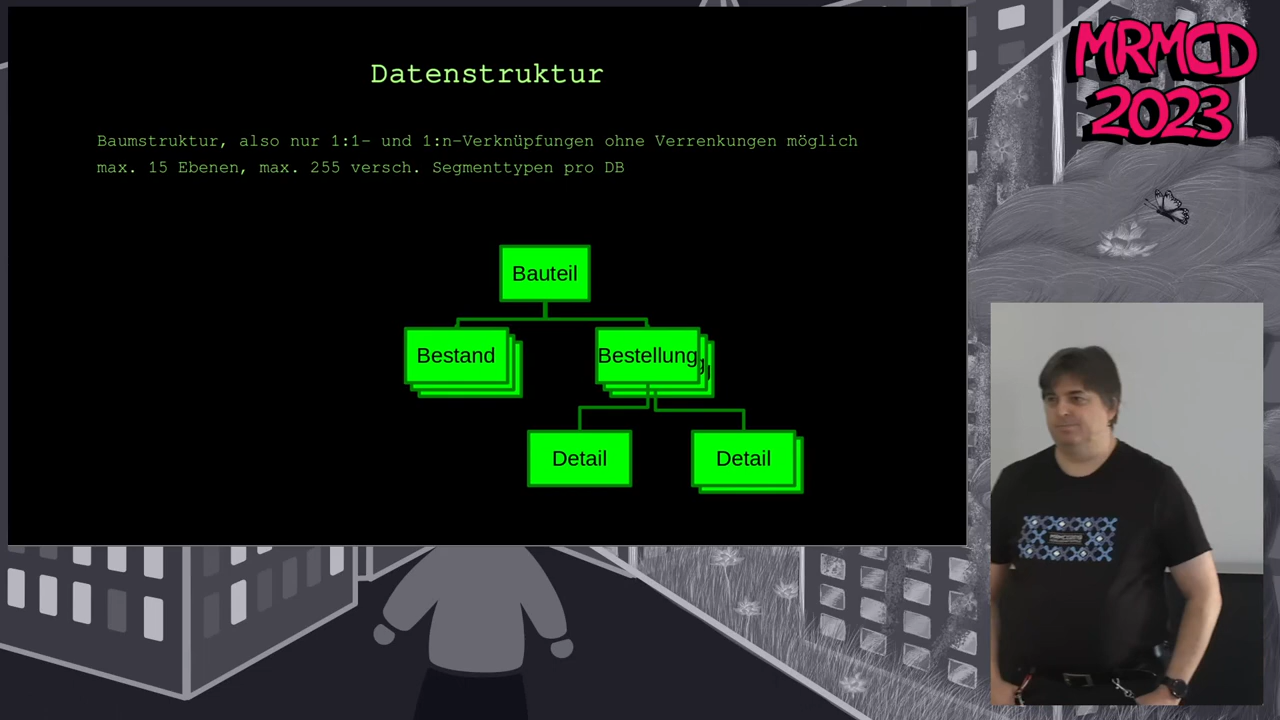 Datenstruktur
Baumstruktur, also nur 1:1- und 1:n-Verknüpfungen ohne Verrenkungen möglich
max. 15 Ebenen, max. 255 versch. Segmenttypen pro DB
Bauteil
Bestand
Bestellung
Detail
Detail
MRMCD
2023